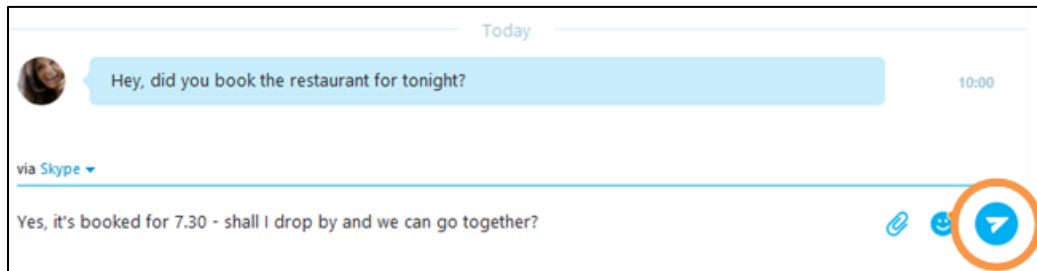 Today
Hey, did you book the restaurant for tonight?
10:00
via Skype
Yes, it's booked for 7.30 - shall I drop by and we can go together?